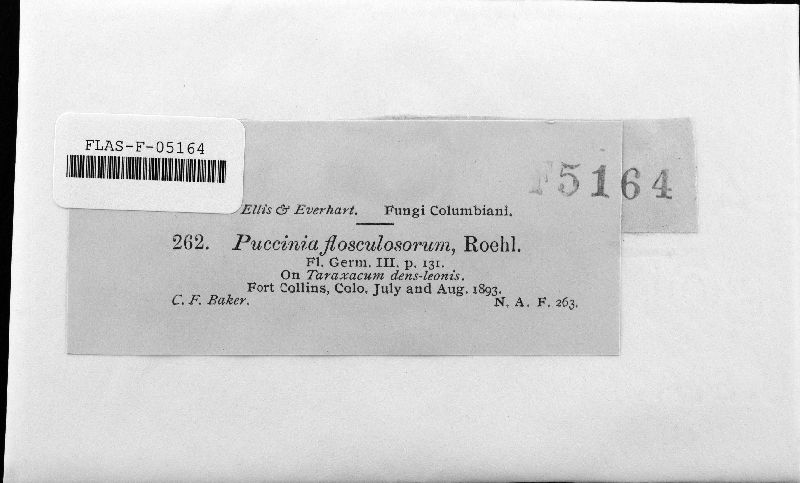 FLAS-F-05164
F5164
Ellis & Everhart. Fungi Columbiani.
262. Puccinia flosculosorum, Roehl.
Fl. Germ. III. p. 131.
On Taraxacum dens-leonis.
Fort Collins, Colo. July and Aug. 1893.
C. F. Baker. N. A. F. 263.